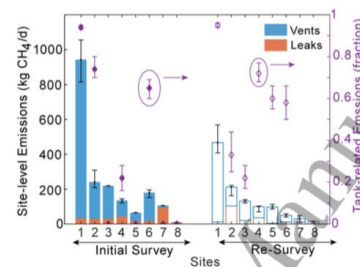 Site-level Emissions (kg CH4/d)
1000
800
600
400
200
0
Vents
Leaks
1
0.8
0.6
0.4
0.2
0
Tank-related Emissions (fraction)
1 2 3 4 5 6 7 8
1 2 3 4 5 6 7 8
Initial Survey
Re-Survey
Sites